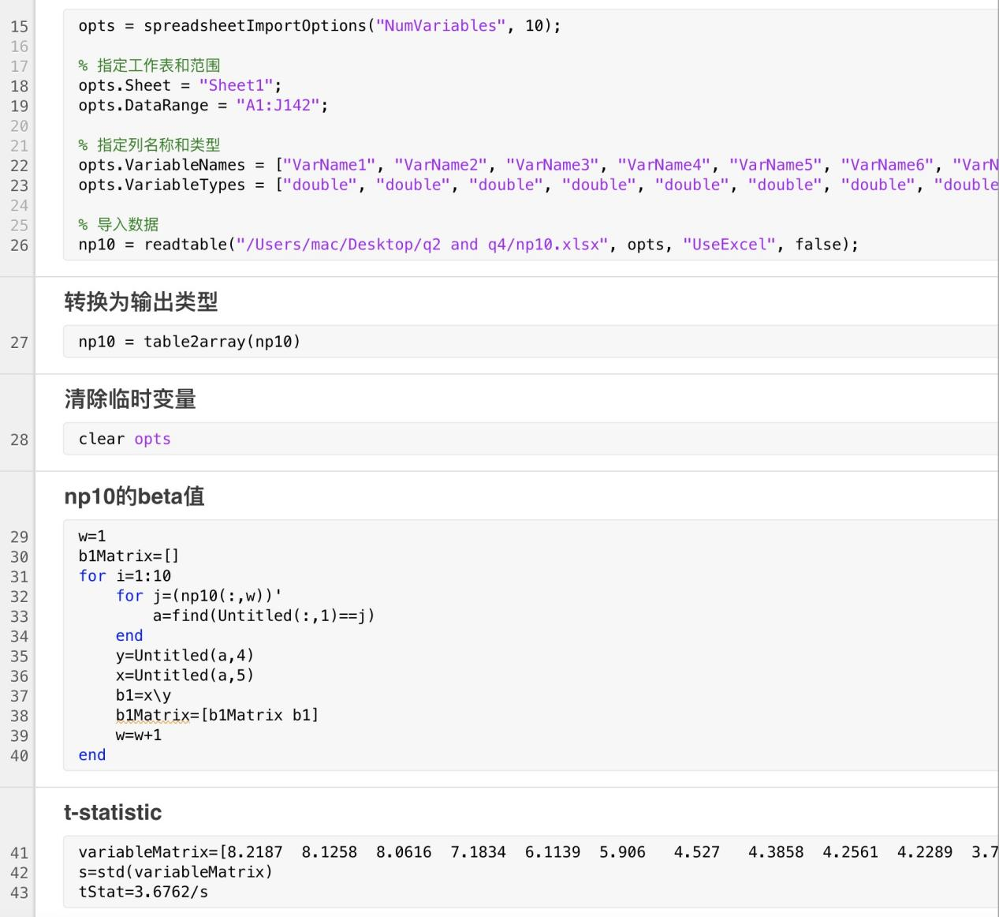 15 opts = spreadsheetImportOptions("NumVariables", 10);
16
17 % 指定工作表和范围
18 opts.Sheet = "Sheet1";
19 opts.DataRange = "A1:J142";
20
21 % 指定列名称和类型
22 opts.VariableNames = ["VarName1", "VarName2", "VarName3", "VarName4", "VarName5", "VarName6", "VarN
23 opts.VariableTypes = ["double", "double", "double", "double", "double", "double", "double", "double
24
25 % 导入数据
26 np10 = readtable("/Users/mac/Desktop/q2 and q4/np10.xlsx", opts, "UseExcel", false);
转换为输出类型
27 np10 = table2array(np10)
清除临时变量
28 clear opts
np10的beta值
29 w=1
30 b1Matrix=[]
31 for i=1:10
32 for j=(np10(:,w))'
33 a=find(Untitled(:,1)==j)
34 end
35 y=Untitled(a,4)
36 x=Untitled(a,5)
37 b1=x\y
38 b1Matrix=[b1Matrix b1]
39 w=w+1
40 end
t-statistic
41 variableMatrix=[8.2187 8.1258 8.0616 7.1834 6.1139 5.906 4.527 4.3858 4.2561 4.2289 3.7
42 s=std(variableMatrix)
43 tStat=3.6762/s